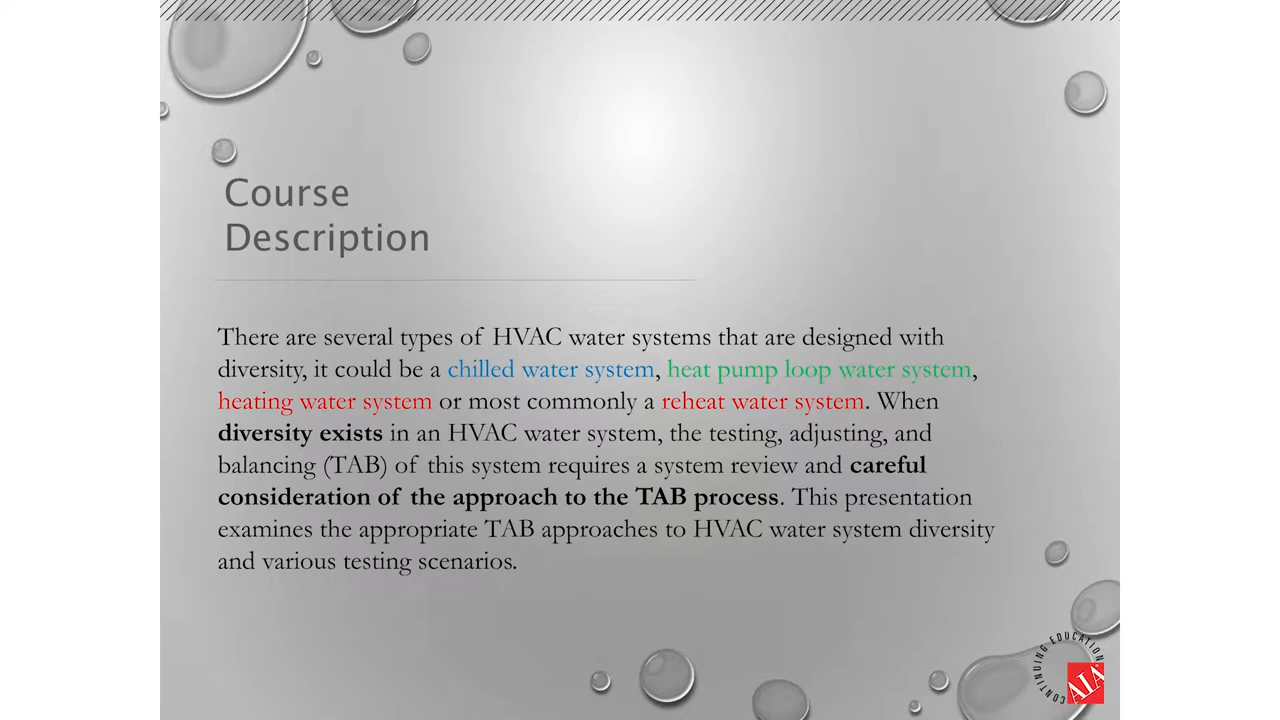 Course
Description
There are several types of HVAC water systems that are designed with
diversity, it could be a chilled water system, heat pump loop water system,
heating water system or most commonly a reheat water system. When
diversity exists in an HVAC water system, the testing, adjusting, and
balancing (TAB) of this system requires a system review and careful
consideration of the approach to the TAB process. This presentation
examines the appropriate TAB approaches to HVAC water system diversity
and various testing scenarios.
CONTINUING EDUCATION
AIA